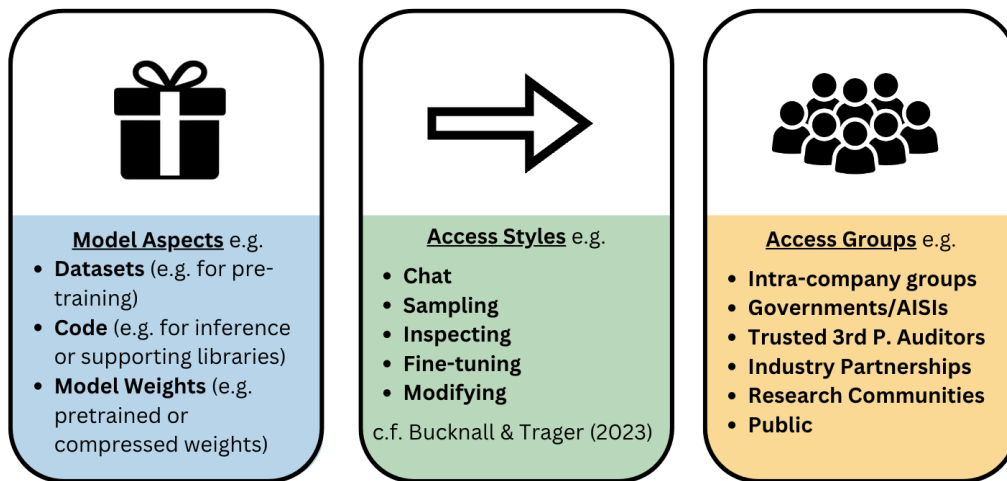 Model Aspects e.g.
• Datasets (e.g. for pre-
training)
• Code (e.g. for inference
or supporting libraries)
• Model Weights (e.g.
pretrained or
compressed weights)
Access Styles e.g.
• Chat
• Sampling
• Inspecting
• Fine-tuning
• Modifying
c.f. Bucknall & Trager (2023)
Access Groups e.g.
• Intra-company groups
• Governments/AISIs
• Trusted 3rd P. Auditors
• Industry Partnerships
• Research Communities
• Public